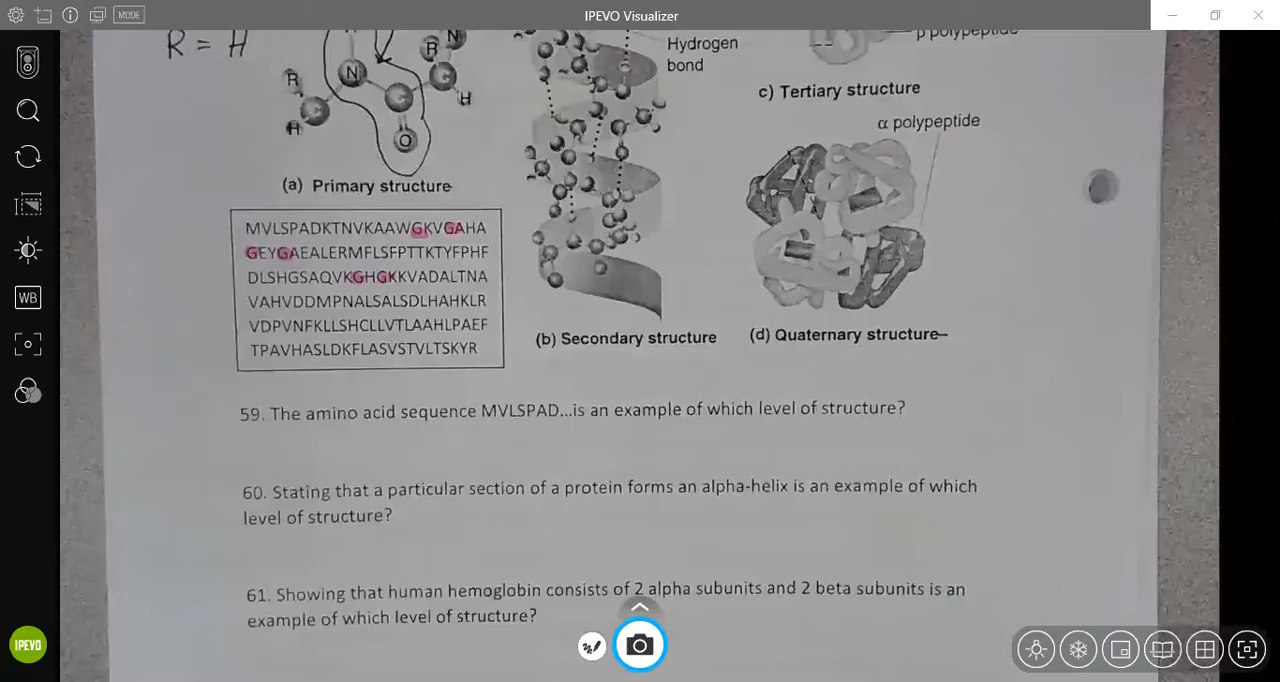 MODE
IPEVO Visualizer
R = H
N
R
N
R
C
C
C
H
H
O
(a) Primary structure
Hydrogen
bond
β polypeptide
c) Tertiary structure
α polypeptide
MVLSPADKTNVKAAWGKVGAHA
GEYGAEALERMFLSFPTTKTYFPHF
DLSHGSAQVKGHGKKVADALTNA
VAHVDDMPNALSALSDLHAHKLR
VDPVNFKLLSHCLLVTLAAHLPAEF
TPAVHASLDKFLASVSTVLTSKYR
(b) Secondary structure
(d) Quaternary structure
59. The amino acid sequence MVLSPAD...is an example of which level of structure?
60. Stating that a particular section of a protein forms an alpha-helix is an example of which
level of structure?
61. Showing that human hemoglobin consists of 2 alpha subunits and 2 beta subunits is an
example of which level of structure?
WB
IPEVO